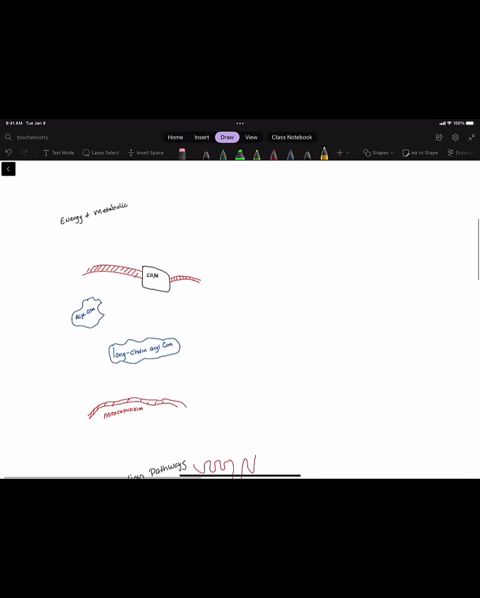 9:41 AM Tue Jan 9
100%
biochemistry
Home Insert Draw View Class Notebook
Text Mode Lasso Select Insert Space Shapes Ink to Shape
Energy + Metabolic
CD36
Acyl CoA
long-chain acyl CoA
Mitochondria
Pathways